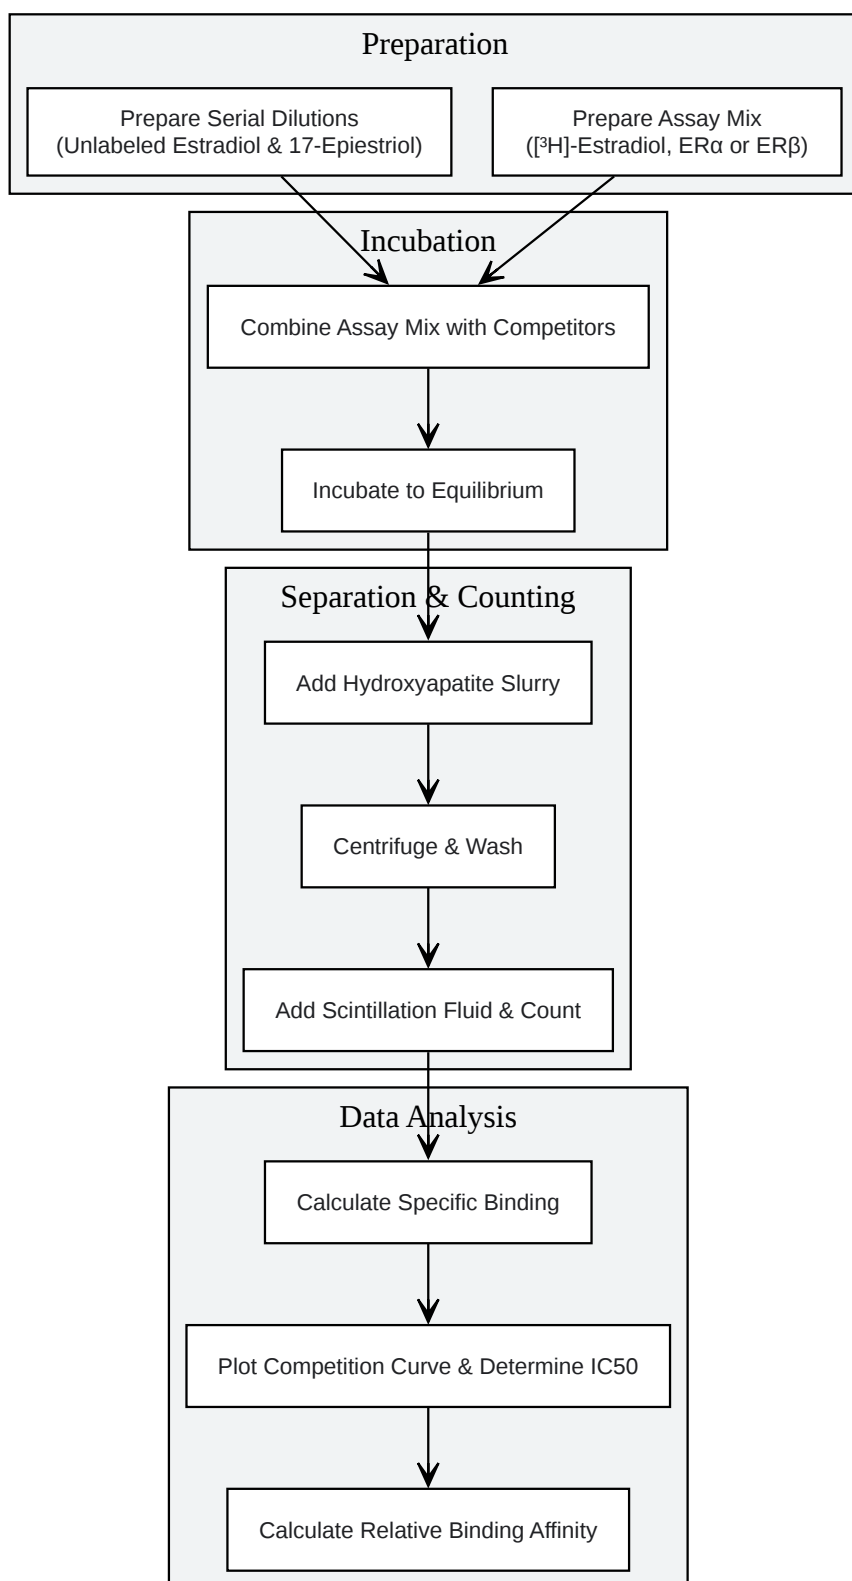 Preparation
Prepare Serial Dilutions
(Unlabeled Estradiol & 17-Epiestriol)
Prepare Assay Mix
([³H]-Estradiol, ERα or ERβ)
Incubation
Combine Assay Mix with Competitors
Incubate to Equilibrium
Separation & Counting
Add Hydroxyapatite Slurry
Centrifuge & Wash
Add Scintillation Fluid & Count
Data Analysis
Calculate Specific Binding
Plot Competition Curve & Determine IC50
Calculate Relative Binding Affinity